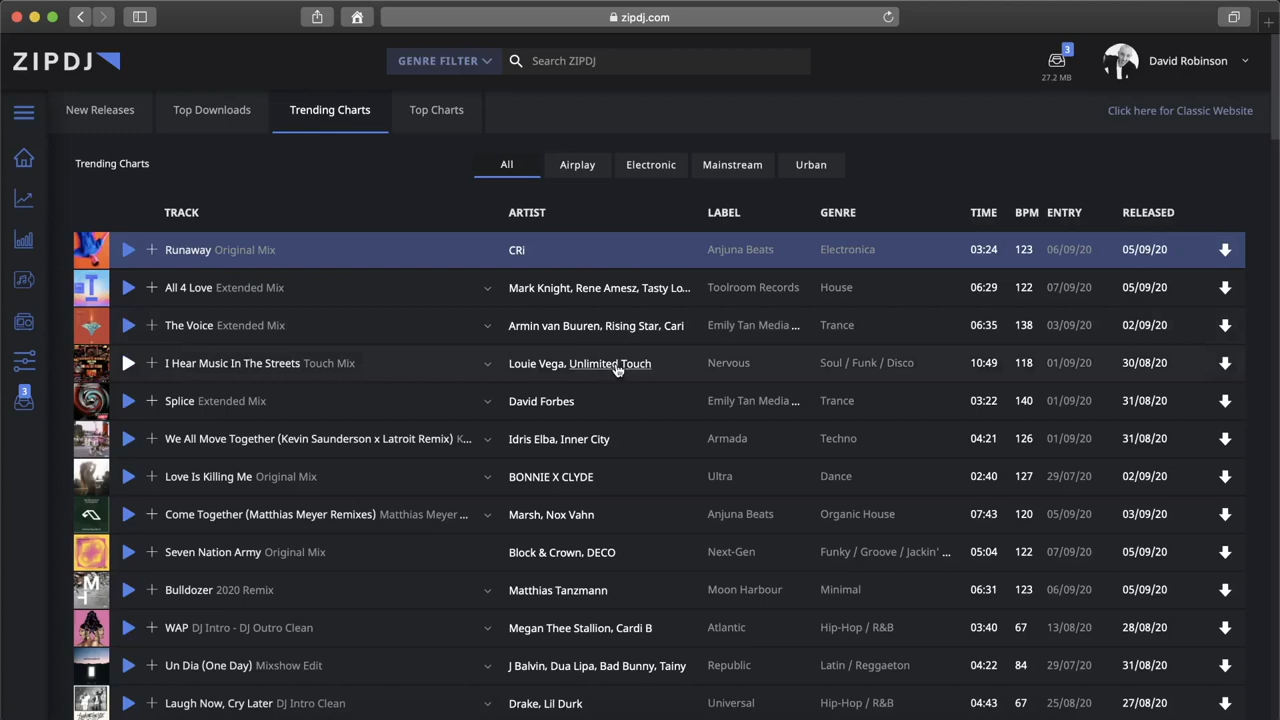 zipdj.com
ZIPDJ
GENRE FILTER
Search ZIPDJ
3
27.2 MB
David Robinson
New Releases
Top Downloads
Trending Charts
Top Charts
Click here for Classic Website
Trending Charts
All
Airplay
Electronic
Mainstream
Urban
TRACK ARTIST LABEL GENRE TIME BPM ENTRY RELEASED
Runaway Original Mix CRi Anjuna Beats Electronica 03:24 123 06/09/20 05/09/20
All 4 Love Extended Mix Mark Knight, Rene Amesz, Tasty Lo... Toolroom Records House 06:29 122 07/09/20 05/09/20
The Voice Extended Mix Armin van Buuren, Rising Star, Cari Emily Tan Media ... Trance 06:35 138 03/09/20 02/09/20
I Hear Music In The Streets Touch Mix Louie Vega, Unlimited Touch Nervous Soul / Funk / Disco 10:49 118 01/09/20 30/08/20
Splice Extended Mix David Forbes Emily Tan Media ... Trance 03:22 140 01/09/20 31/08/20
We All Move Together (Kevin Saunderson x Latroit Remix) K... Idris Elba, Inner City Armada Techno 04:21 126 01/09/20 31/08/20
Love Is Killing Me Original Mix BONNIE X CLYDE Ultra Dance 02:40 127 07/09/20 02/09/20
Come Together (Matthias Meyer Remixes) Matthias Meyer ... Marsh, Nox Vahn Anjuna Beats Organic House 07:43 120 05/09/20 03/09/20
Seven Nation Army Original Mix Block & Crown, DECO Next-Gen Funky / Groove / Jackin' ... 05:04 122 07/09/20 05/09/20
Bulldozer 2020 Remix Matthias Tanzmann Moon Harbour Minimal 06:31 123 07/09/20 05/09/20
WAP DJ Intro - DJ Outro Clean Megan Thee Stallion, Cardi B Atlantic Hip-Hop / R&B 03:40 67 13/08/20 28/08/20
3
Un Dia (One Day) Mixshow Edit J Balvin, Dua Lipa, Bad Bunny, Tainy Republic Latin / Reggaeton 04:22 84 29/07/20 31/08/20
Laugh Now, Cry Later DJ Intro Clean Drake, Lil Durk Universal Hip-Hop / R&B 04:43 67 25/08/20 27/08/20